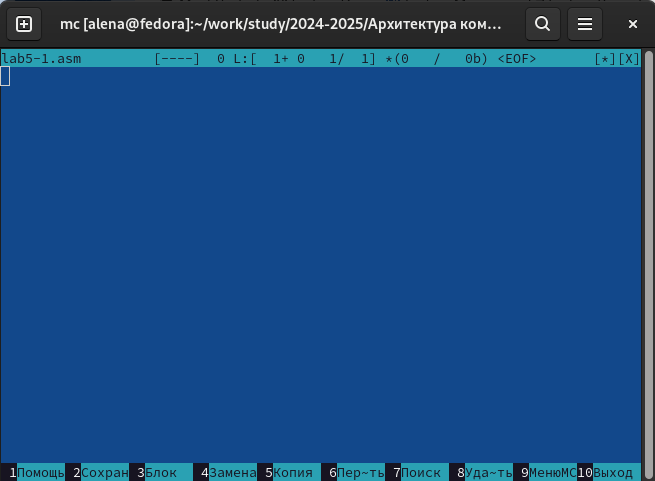 mc [alena@fedora]:~/work/study/2024-2025/Архитектура ком…
lab5-1.asm [----] 0 L:[ 1+ 0 1/ 1] *(0 / 0b) <EOF> [*][X]
1Помощь 2Сохран 3Блок 4Замена 5Копия 6Пер~ть 7Поиск 8Уда~ть 9МенюMC 10Выход